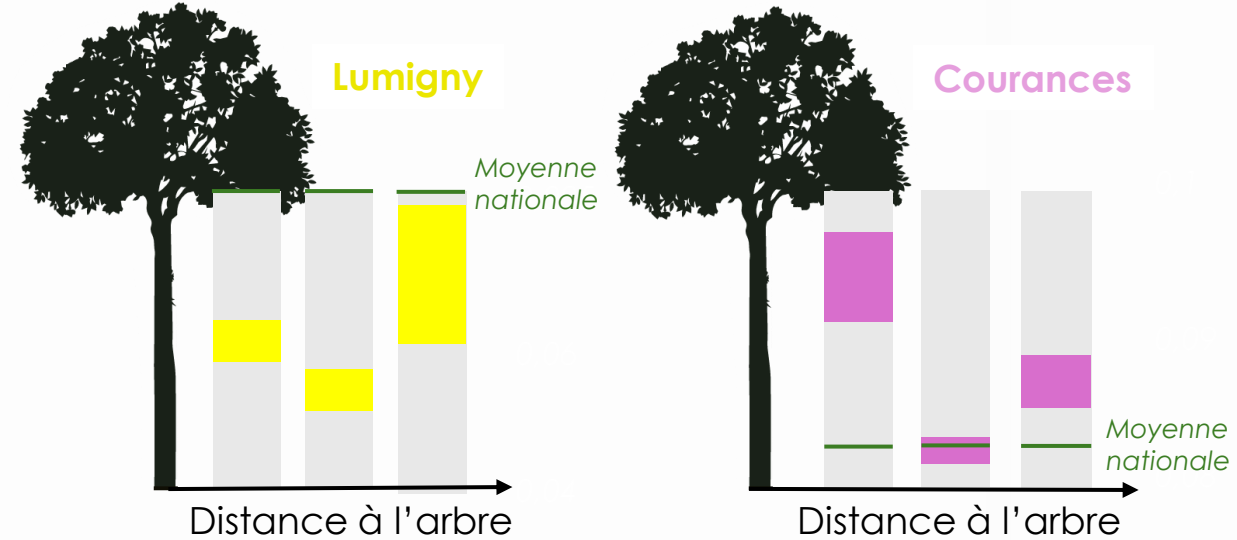 Lumigny
Moyenne
nationale
Distance à l’arbre
Courances
Moyenne
nationale
Distance à l’arbre